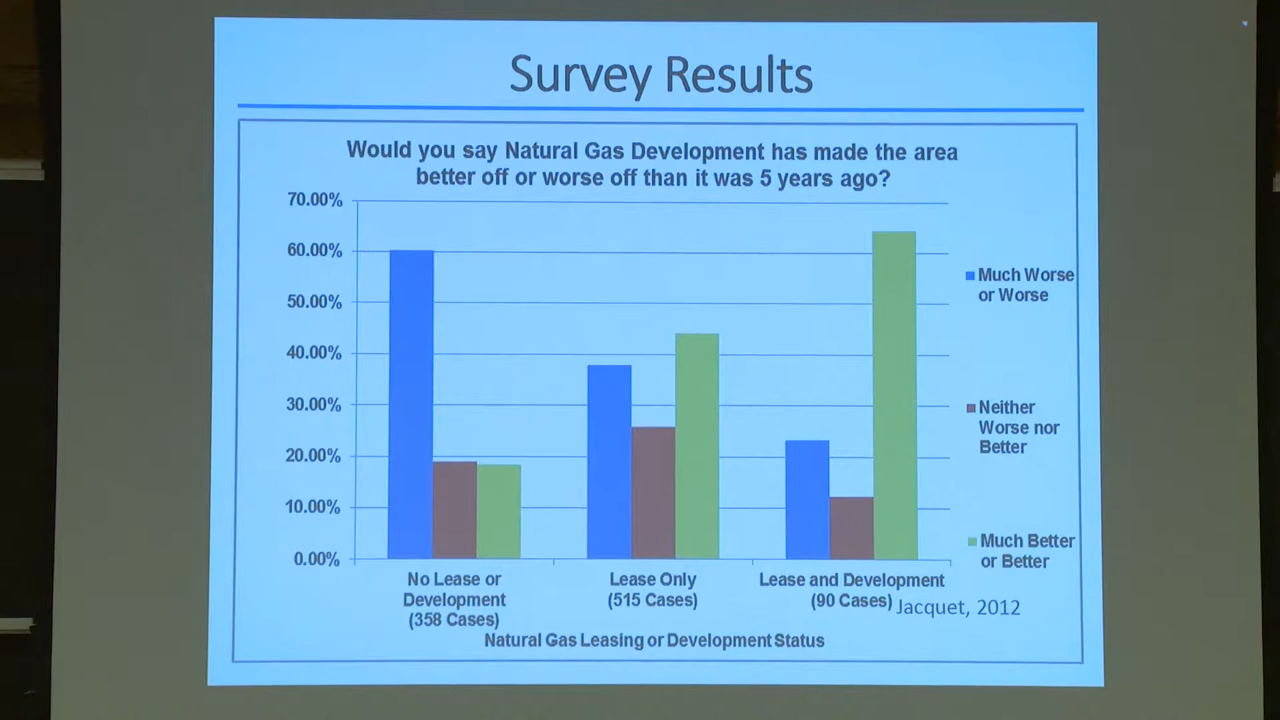 Survey Results
Would you say Natural Gas Development has made the area
better off or worse off than it was 5 years ago?
70.00%
60.00%
50.00%
40.00%
30.00%
20.00%
10.00%
0.00%
Much Worse
or Worse
Neither
Worse nor
Better
Much Better
or Better
No Lease or
Development
(358 Cases)
Lease Only
(515 Cases)
Lease and Development
(90 Cases)
Jacquet, 2012
Natural Gas Leasing or Development Status